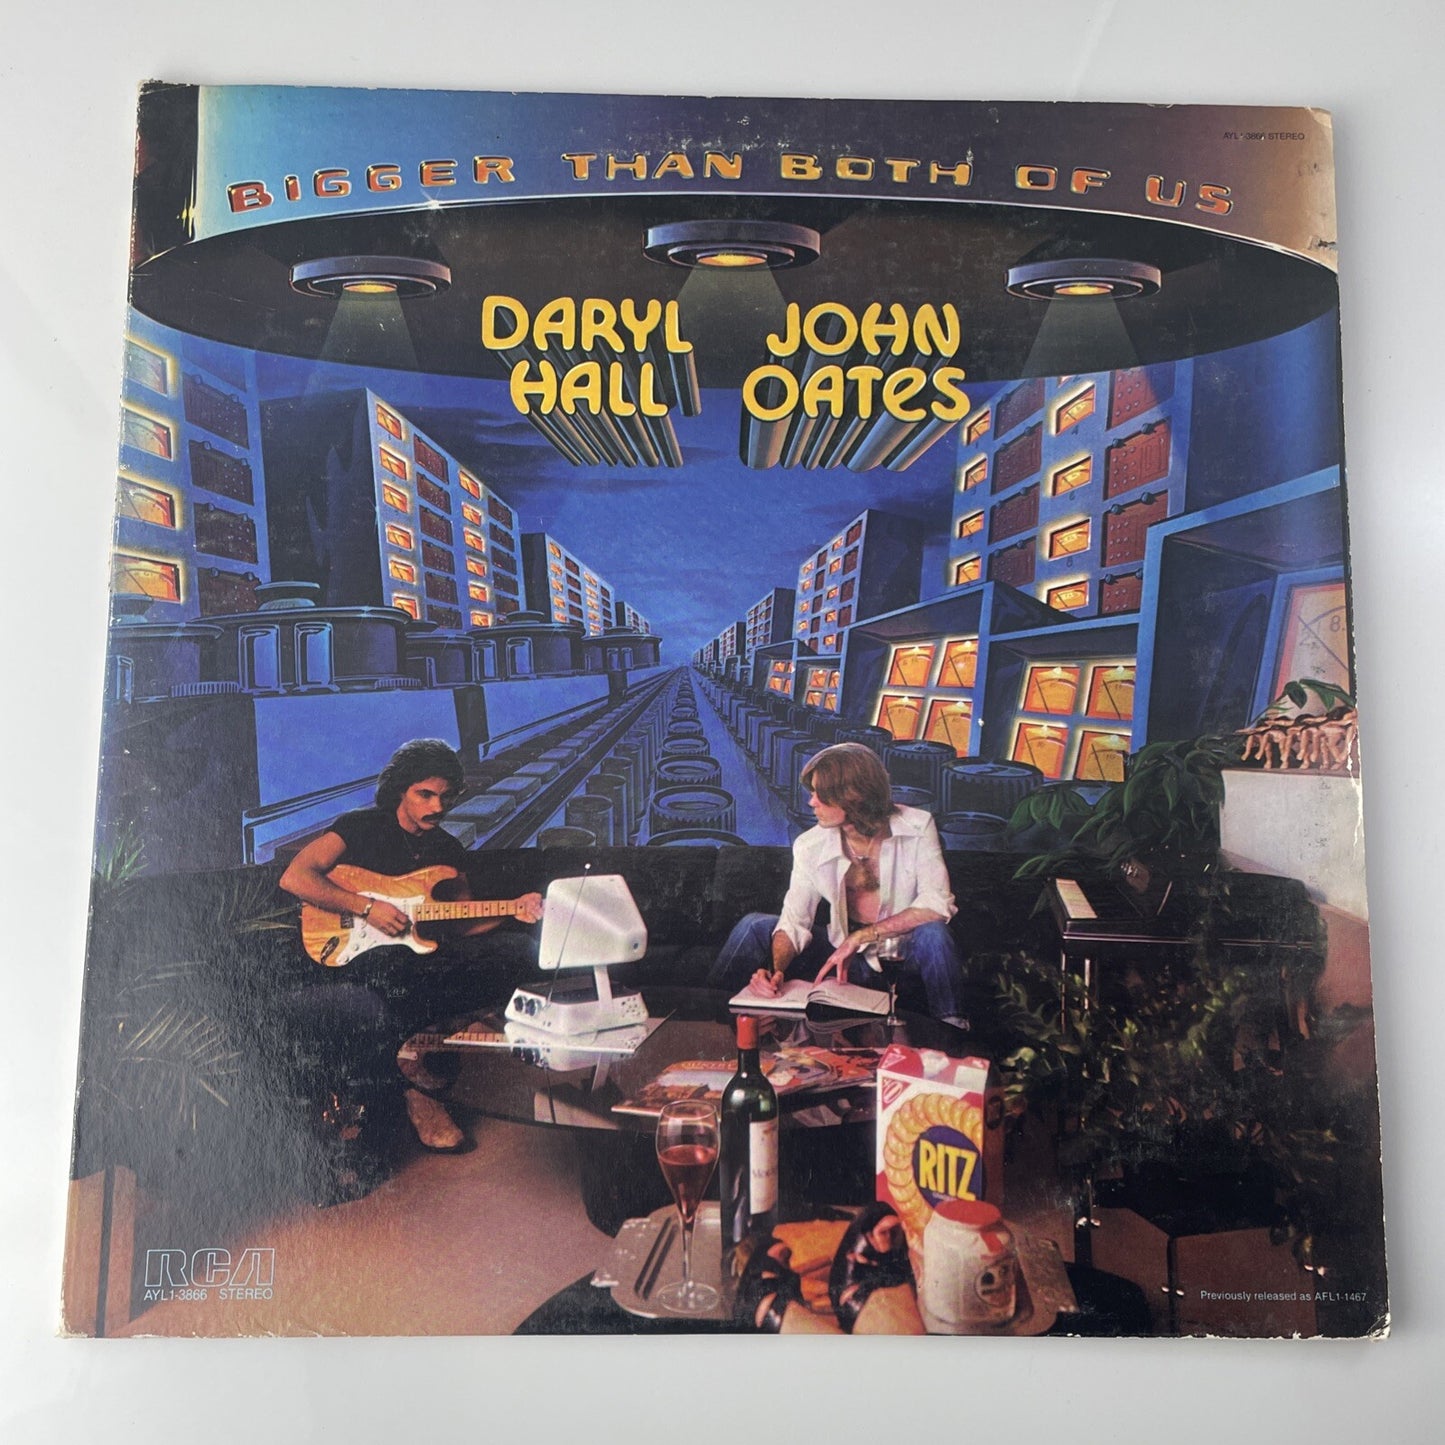 AYL1-3866 STEREO
BIGGER THAN BOTH OF US
DARYL HALL
JOHN OATES
RITZ
RCA
AYL1-3866 STEREO
Previously released as AFL1-1467